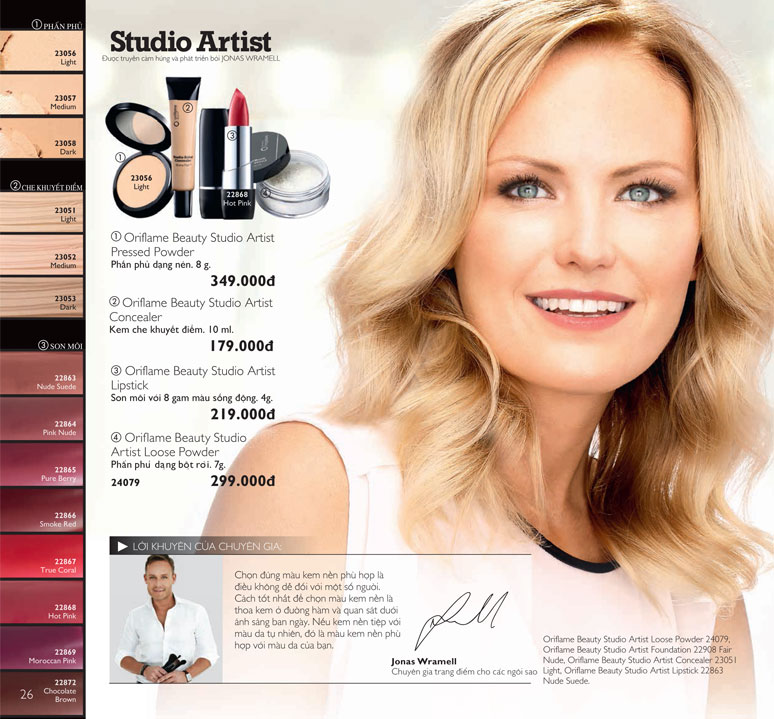 ① PHẤN PHỦ
23056
Light
23057
Medium
23058
Dark
② CHE KHUYẾT ĐIỂM
23051
Light
23052
Medium
23053
Dark
③ SON MÔI
22863
Nude Suede
22864
Pink Nude
22865
Pure Berry
22866
Smoke Red
22867
True Coral
22868
Hot Pink
22869
Moroccan Pink
22872
Chocolate
Brown
26
Studio Artist
Được truyền cảm hứng và phát triển bởi JONAS WRAMELL
①
23056
Light
②
Studio Artist
Concealer
③
22868
Hot Pink
④
① Oriflame Beauty Studio Artist
Pressed Powder
Phấn phủ dạng nén. 8 g.
349.000đ
② Oriflame Beauty Studio Artist
Concealer
Kem che khuyết điểm. 10 ml.
179.000đ
③ Oriflame Beauty Studio Artist
Lipstick
Son môi với 8 gam màu sống động. 4g.
219.000đ
④ Oriflame Beauty Studio
Artist Loose Powder
Phấn phủ dạng bột rời. 7g.
24079 299.000đ
▶ LỜI KHUYÊN CỦA CHUYÊN GIA:
Chọn đúng màu kem nền phù hợp là
điều không dễ đối với một số người.
Cách tốt nhất để chọn màu kem nền là
thoa kem ở đường hàm và quan sát dưới
ánh sáng ban ngày. Nếu kem nền tiệp với
màu da tự nhiên, đó là màu kem nền phù
hợp với màu da của bạn.
Jonas Wramell
Chuyên gia trang điểm cho các ngôi sao
Oriflame Beauty Studio Artist Loose Powder 24079,
Oriflame Beauty Studio Artist Foundation 22908 Fair
Nude, Oriflame Beauty Studio Artist Concealer 23051
Light, Oriflame Beauty Studio Artist Lipstick 22863
Nude Suede.